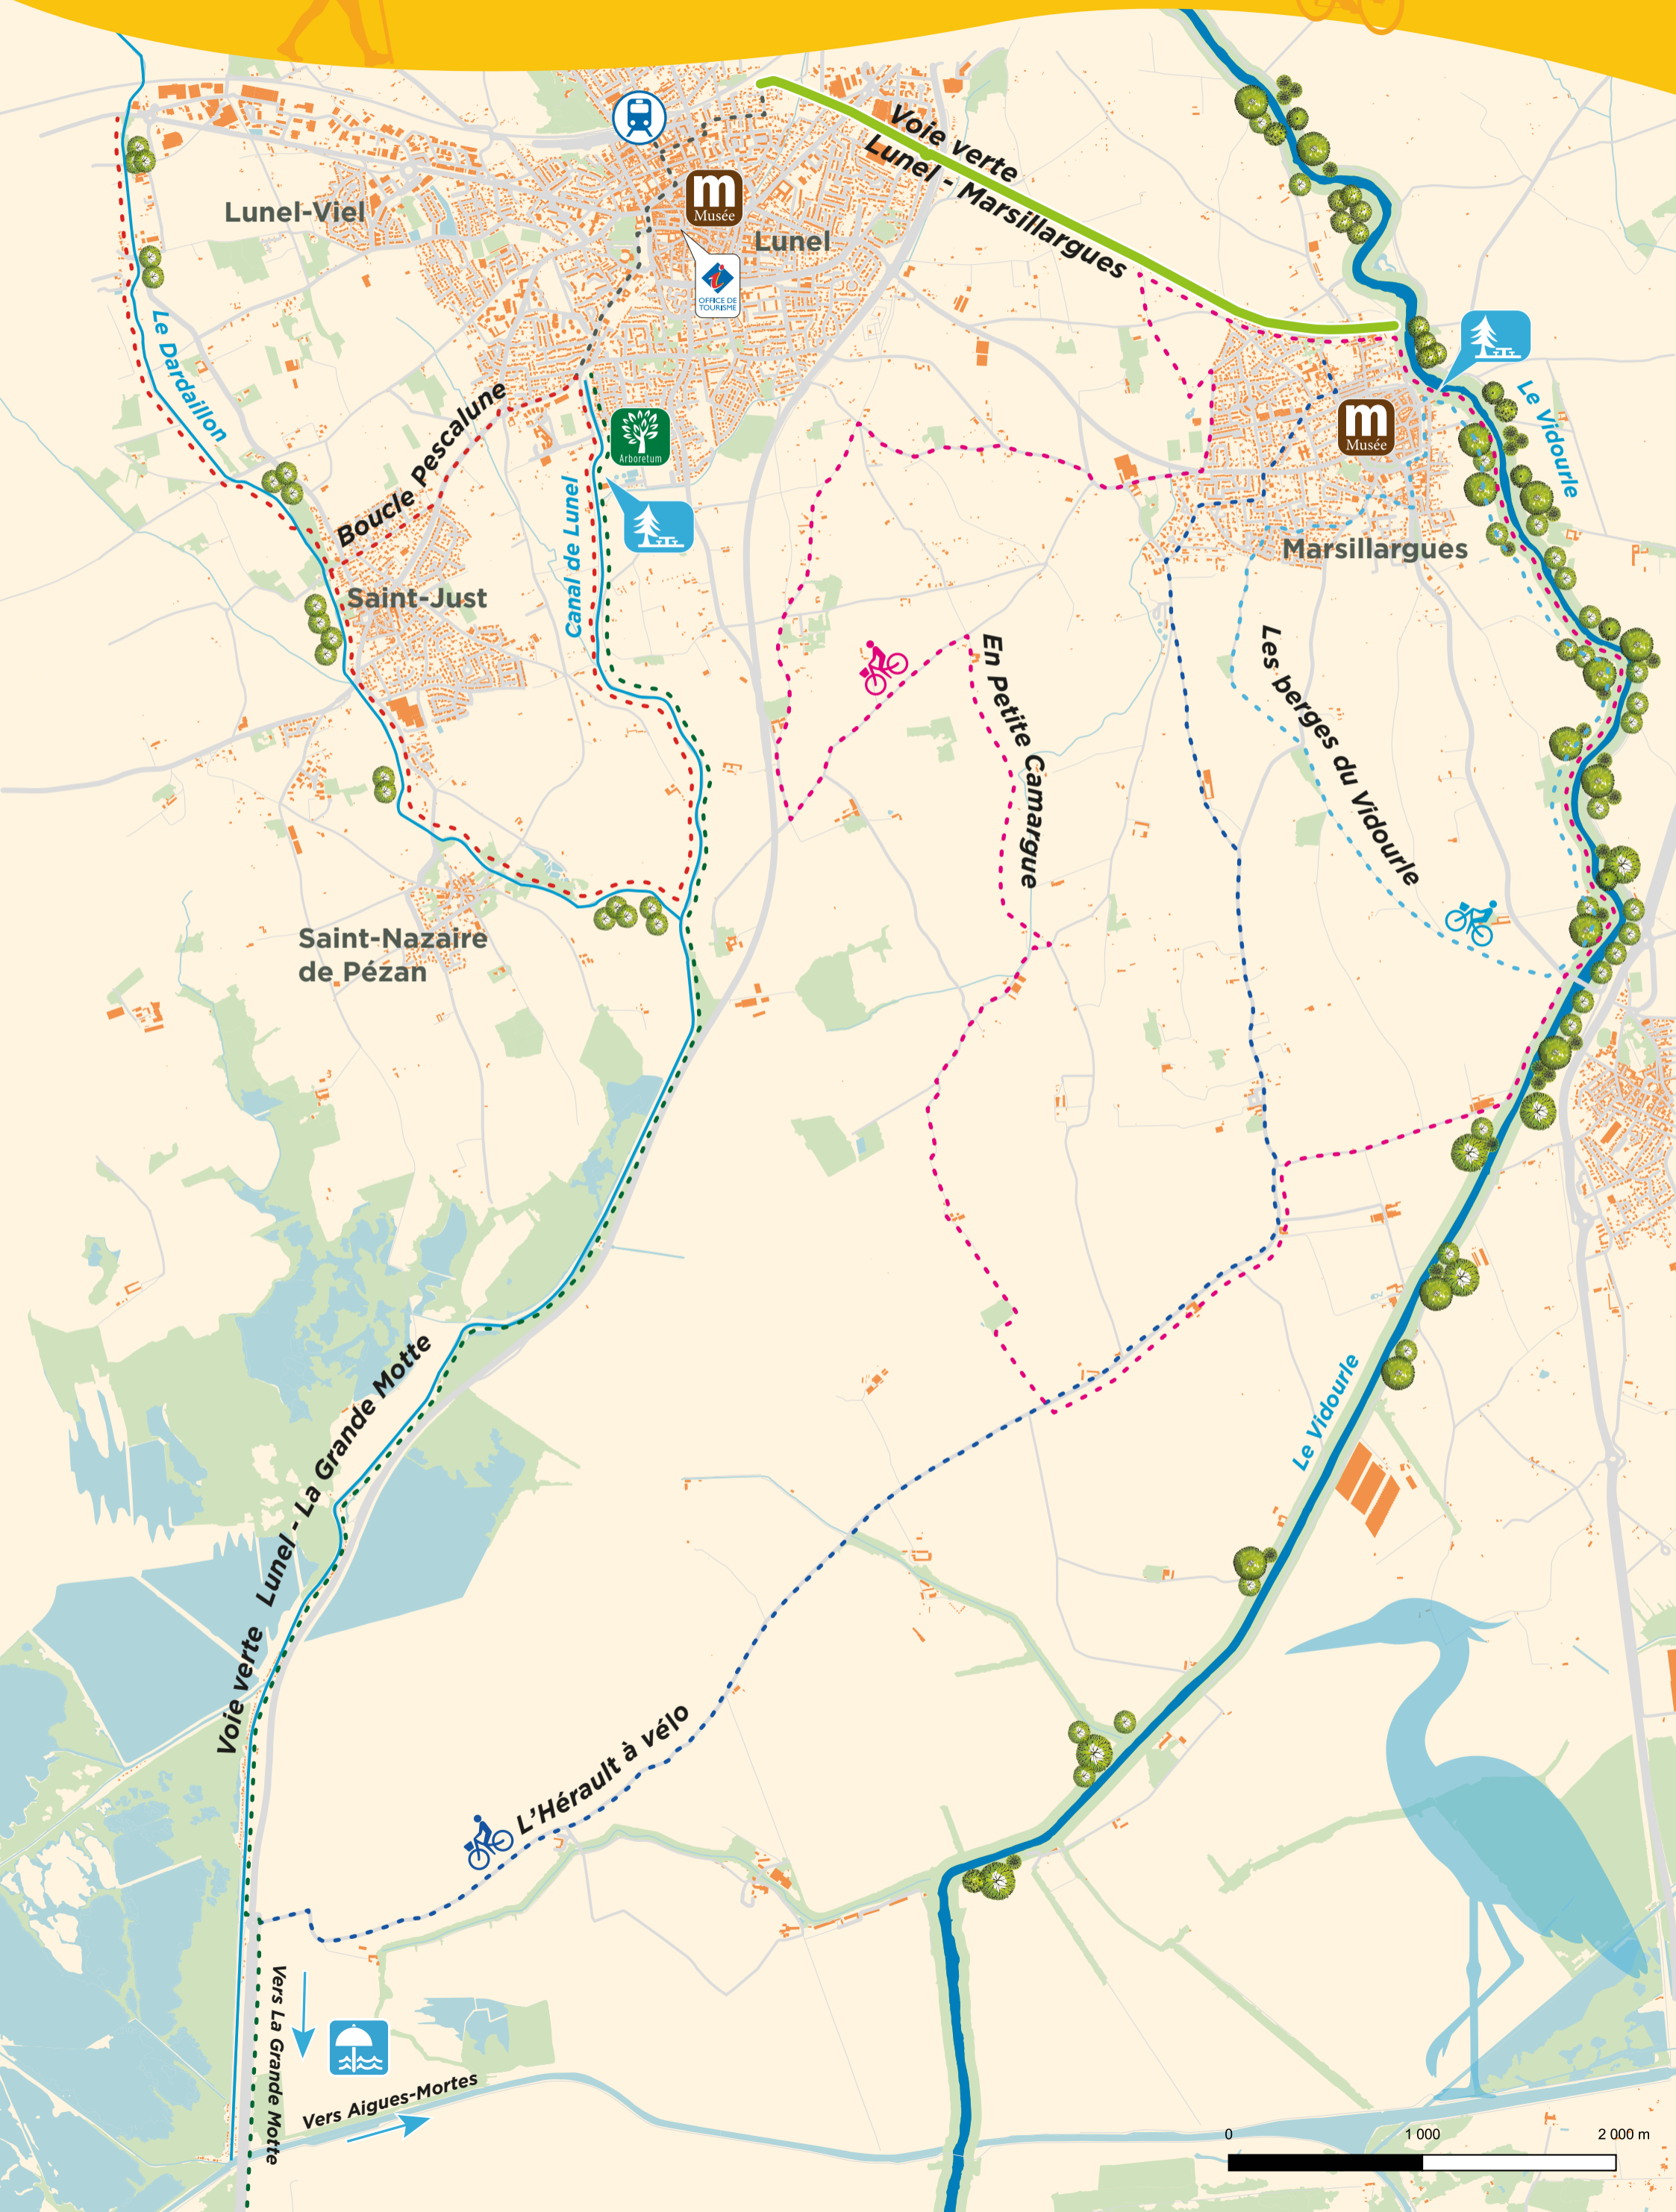 Voie verte
Lunel - Marsillargues
Lunel-Viel
m
Musée
Lunel
i
OFFICE DE
TOURISME
Le Dardaillon
Boucle Pescalune
Arboretum
Canal de Lunel
m
Musée
Le Vidourle
Marsillargues
Saint-Just
En Petite Camargue
Les berges du Vidourle
Saint-Nazaire
de Pézan
Voie verte Lunel - La Grande Motte
Le Vidourle
L'Hérault à vélo
Vers La Grande Motte
Vers Aigues-Mortes
0 1 000 2 000 m